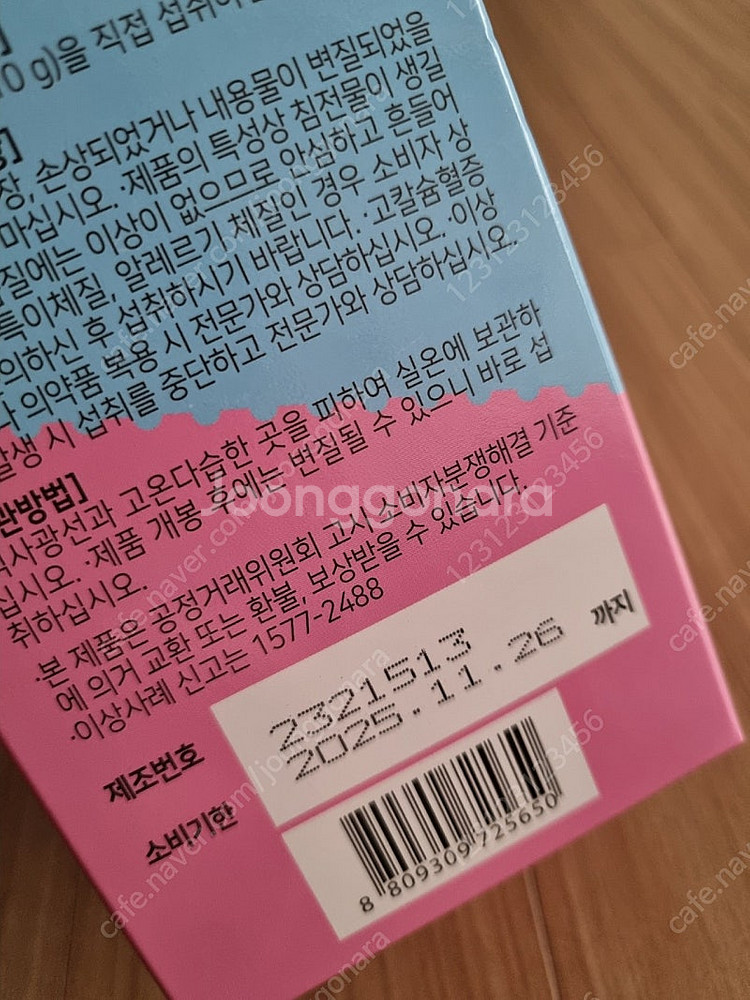 0 g)을 직접 섭취
손상되었거나 내용물이 변질되었을
마십시오. ·제품의 특성상 침전물이 생길
질에는 이상이 없으므로 안심하고 흔들어
특이체질, 알레르기 체질인 경우 소비자 상
의하신 후 섭취하시기 바랍니다. ·고칼슘혈증
의약품 복용 시 전문가와 상담하십시오. ·이상
발생 시 섭취를 중단하고 전문가와 상담하십시오.
관방법]
직사광선과 고온다습한 곳을 피하여 실온에 보관하
십시오. ·제품 개봉 후에는 변질될 수 있으니 바로 섭
취하십시오.
·본 제품은 공정거래위원회 고시 소비자분쟁해결 기준
에 의거 교환 또는 환불, 보상받을 수 있습니다.
·이상사례 신고는 1577-2488
제조번호
2321513
소비기한
2025.11.26 까지
8 809309 725650
Joonggonara
cafe.naver.com/joonggonara
123123123456